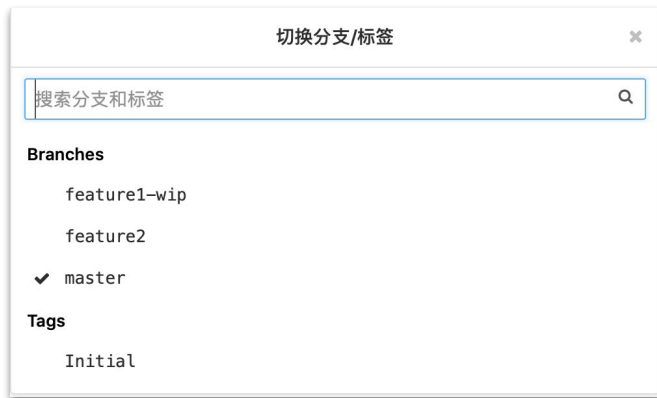 切换分支/标签
搜索分支和标签
Branches
feature1-wip
feature2
master
Tags
Initial